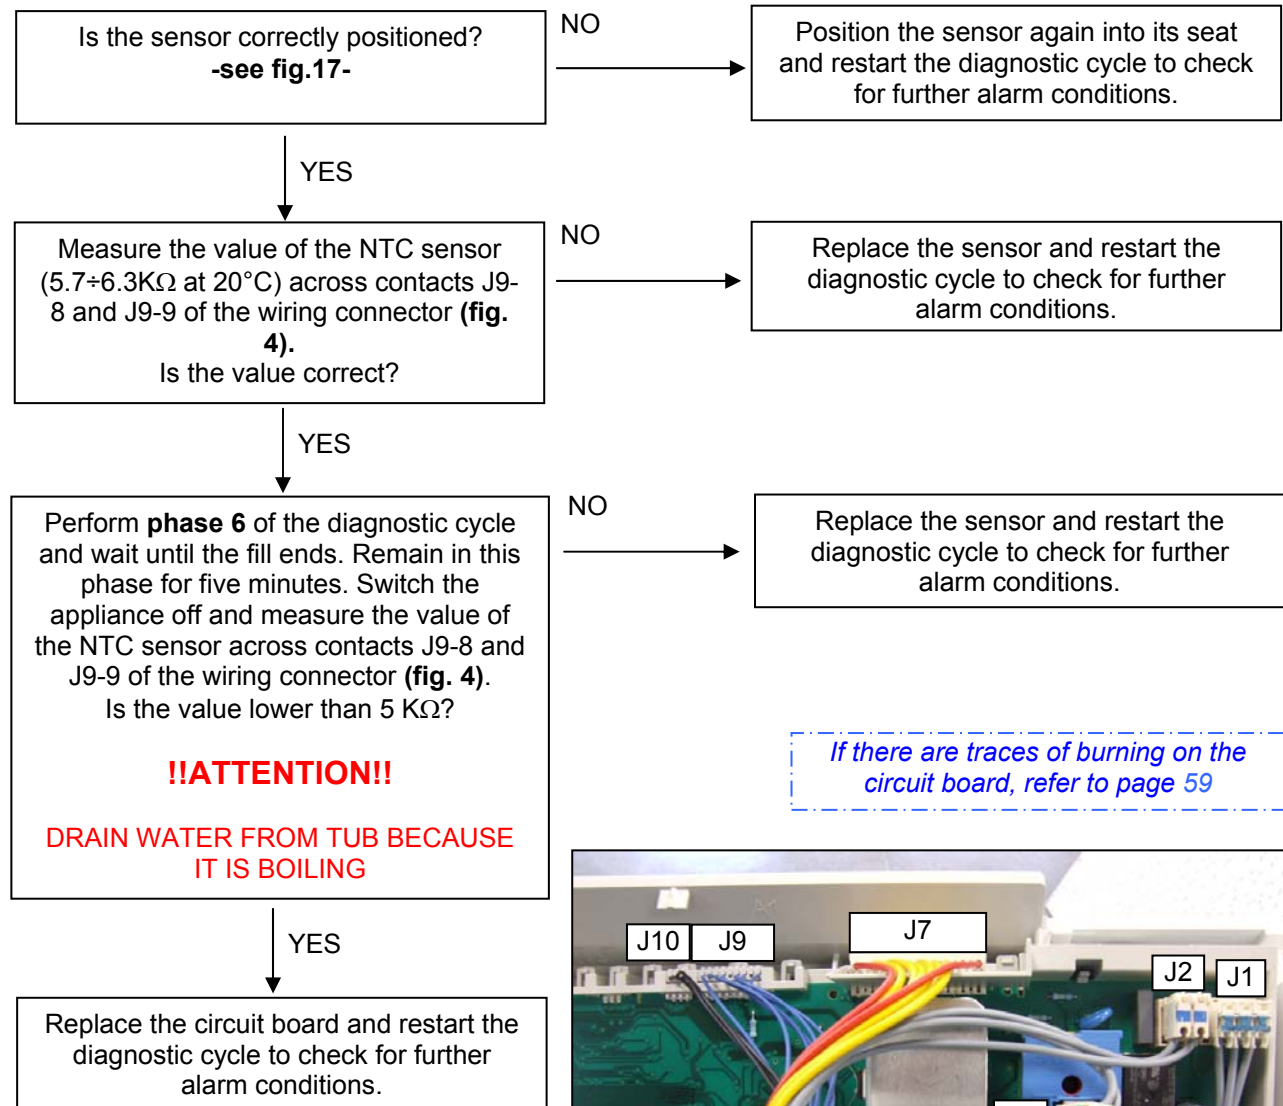 Is the sensor correctly positioned?
-see fig.17-
NO
Position the sensor again into its seat
and restart the diagnostic cycle to check
for further alarm conditions.
YES
Measure the value of the NTC sensor
(5.7÷6.3KΩ at 20°C) across contacts J9-
8 and J9-9 of the wiring connector (fig.
4).
Is the value correct?
NO
Replace the sensor and restart the
diagnostic cycle to check for further
alarm conditions.
YES
Perform phase 6 of the diagnostic cycle
and wait until the fill ends. Remain in this
phase for five minutes. Switch the
appliance off and measure the value of
the NTC sensor across contacts J9-8 and
J9-9 of the wiring connector (fig. 4).
Is the value lower than 5 KΩ?
!!ATTENTION!!
DRAIN WATER FROM TUB BECAUSE
IT IS BOILING
NO
Replace the sensor and restart the
diagnostic cycle to check for further
alarm conditions.
If there are traces of burning on the
circuit board, refer to page 59
YES
Replace the circuit board and restart the
diagnostic cycle to check for further
alarm conditions.
J10
J9
J7
J2
J1